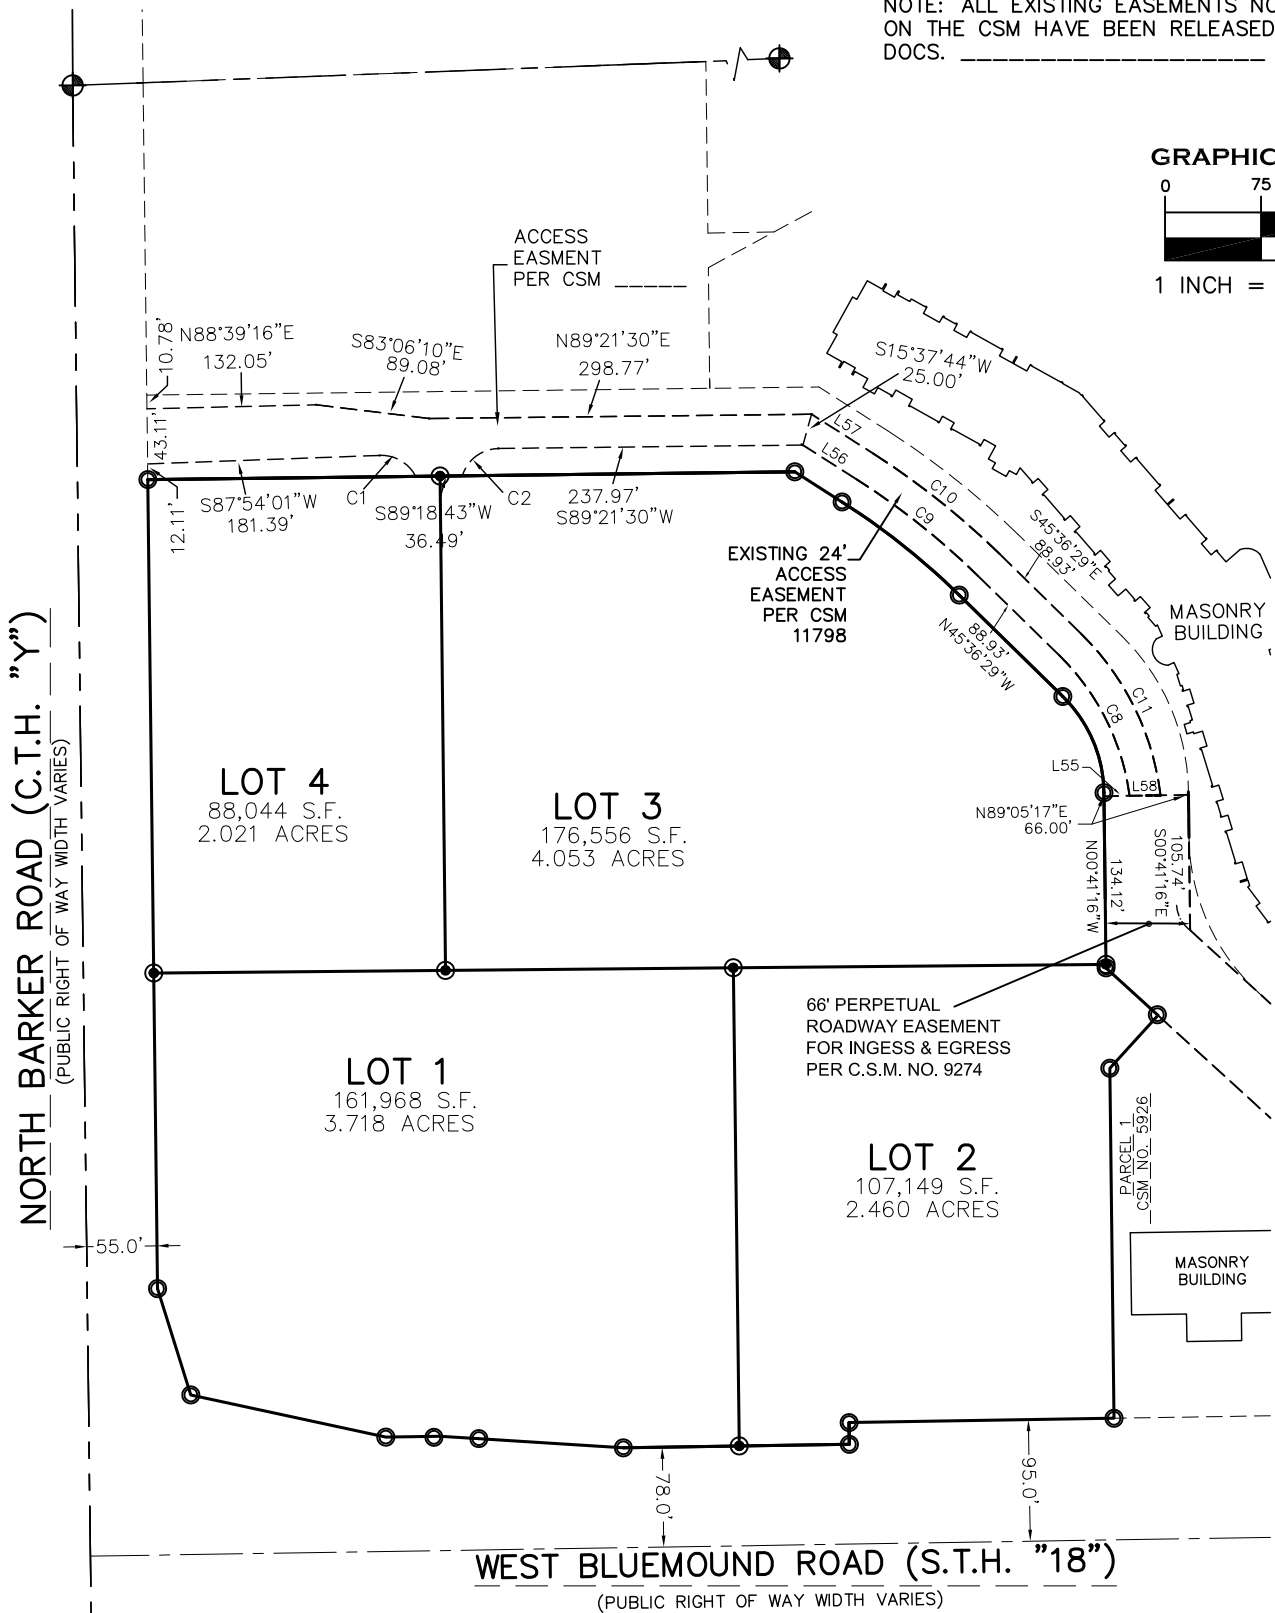 NOTE: ALL EXISTING EASEMENTS NO
ON THE CSM HAVE BEEN RELEASED
DOCS. ______________________
GRAPHIC
0 75
1 INCH =
ACCESS
EASMENT
PER CSM ______
10.78'
N88°39'16"E
132.05'
S83°06'10"E
89.08'
N89°21'30"E
298.77'
S15°37'44"W
25.00'
43.11'
12.11'
S87°54'01"W
181.39'
C1
S89°18'43"W
36.49'
C2
237.97'
S89°21'30"W
L57
L56
C10
C9
S45°36'29"E
88.93'
EXISTING 24'
ACCESS
EASEMENT
PER CSM
11798
88.93'
N45°36'29"W
MASONRY
BUILDING
C11
C8
L55
L58
N89°05'17"E
66.00'
N00°41'16"W
134.12'
105.74'
S00°41'16"E
LOT 4
88,044 S.F.
2.021 ACRES
LOT 3
176,556 S.F.
4.053 ACRES
NORTH BARKER ROAD (C.T.H. "Y")
(PUBLIC RIGHT OF WAY WIDTH VARIES)
66' PERPETUAL
ROADWAY EASEMENT
FOR INGESS & EGRESS
PER C.S.M. NO. 9274
LOT 1
161,968 S.F.
3.718 ACRES
LOT 2
107,149 S.F.
2.460 ACRES
PARCEL 1
CSM NO. 5926
55.0'
MASONRY
BUILDING
78.0'
95.0'
WEST BLUEMOUND ROAD (S.T.H. "18")
(PUBLIC RIGHT OF WAY WIDTH VARIES)